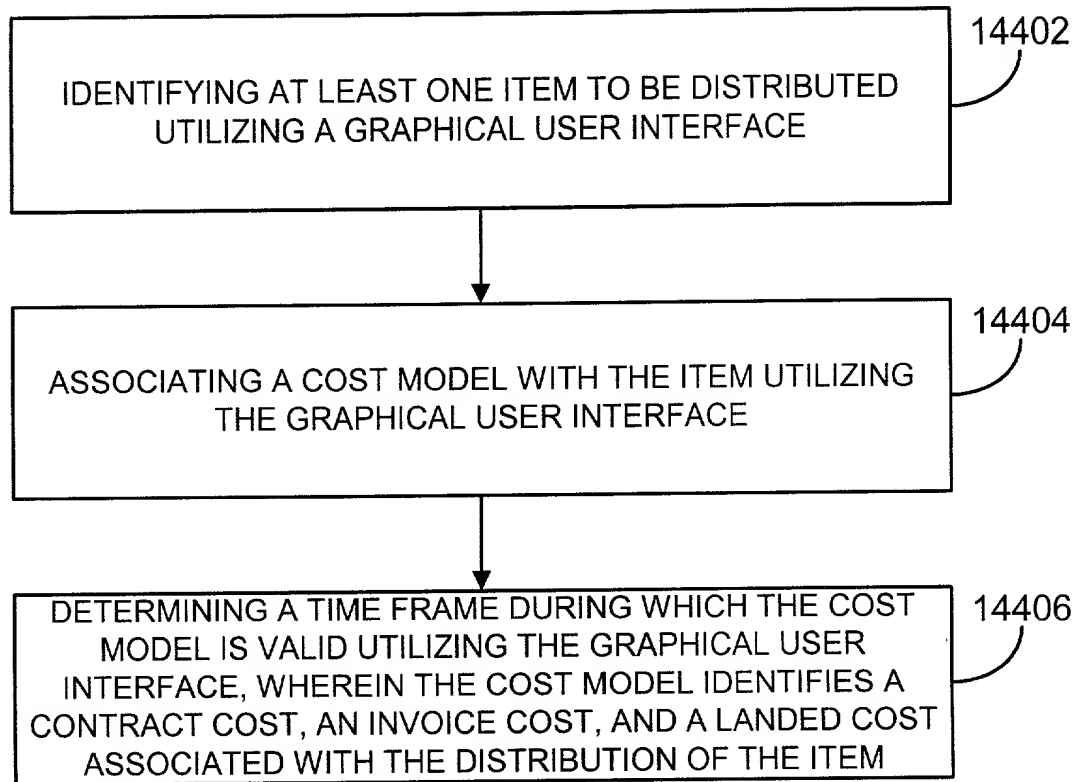 14402
IDENTIFYING AT LEAST ONE ITEM TO BE DISTRIBUTED
UTILIZING A GRAPHICAL USER INTERFACE
14404
ASSOCIATING A COST MODEL WITH THE ITEM UTILIZING
THE GRAPHICAL USER INTERFACE
14406
DETERMINING A TIME FRAME DURING WHICH THE COST
MODEL IS VALID UTILIZING THE GRAPHICAL USER
INTERFACE, WHEREIN THE COST MODEL IDENTIFIES A
CONTRACT COST, AN INVOICE COST, AND A LANDED COST
ASSOCIATED WITH THE DISTRIBUTION OF THE ITEM